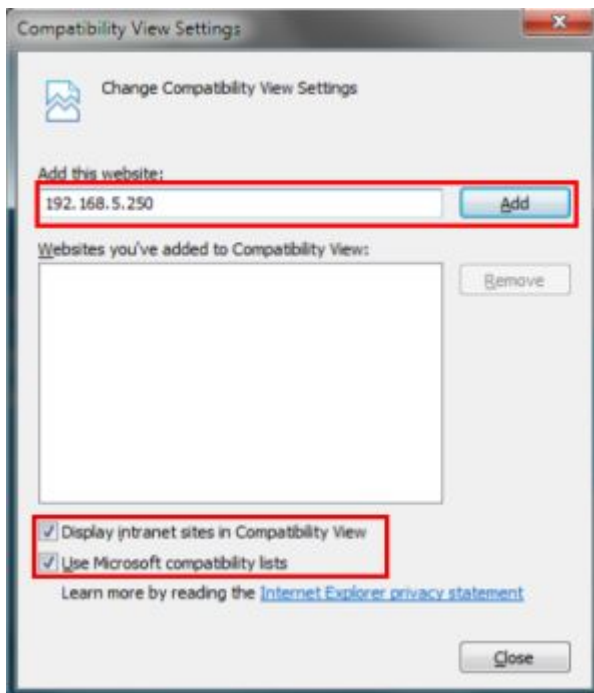 Compatibility View Settings
Change Compatibility View Settings
Add this website:
192.168.5.250
Add
Websites you've added to Compatibility View:
Remove
Display intranet sites in Compatibility View
Use Microsoft compatibility lists
Learn more by reading the Internet Explorer privacy statement
Close